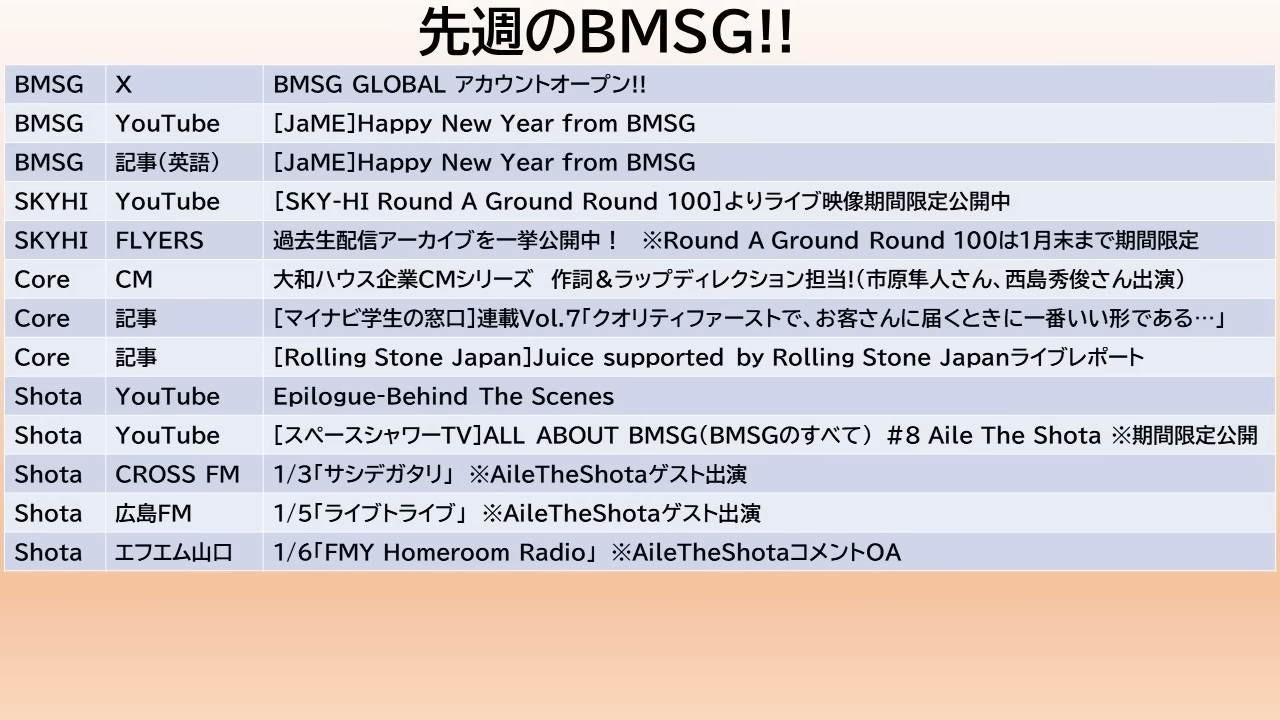 先週のBMSG!!
BMSG X BMSG GLOBAL アカウントオープン!!
BMSG YouTube [JaME]Happy New Year from BMSG
BMSG 記事(英語) [JaME]Happy New Year from BMSG
SKYHI YouTube [SKY-HI Round A Ground Round 100]よりライブ映像期間限定公開中
SKYHI FLYERS 過去生配信アーカイブを一挙公開中！ ※Round A Ground Round 100は1月末まで期間限定
Core CM 大和ハウス企業CMシリーズ 作詞＆ラップディレクション担当!(市原隼人さん、西島秀俊さん出演)
Core 記事 [マイナビ学生の窓口]連載Vol.7「クオリティファーストで、お客さんに届くときに一番いい形である…」
Core 記事 [Rolling Stone Japan]Juice supported by Rolling Stone Japanライブレポート
Shota YouTube Epilogue-Behind The Scenes
Shota YouTube [スペースシャワーTV]ALL ABOUT BMSG(BMSGのすべて) #8 Aile The Shota ※期間限定公開
Shota CROSS FM 1/3「サシデガタリ」 ※AileTheShotaゲスト出演
Shota 広島FM 1/5「ライブトライブ」 ※AileTheShotaゲスト出演
Shota エフエム山口 1/6「FMY Homeroom Radio」 ※AileTheShotaコメントOA